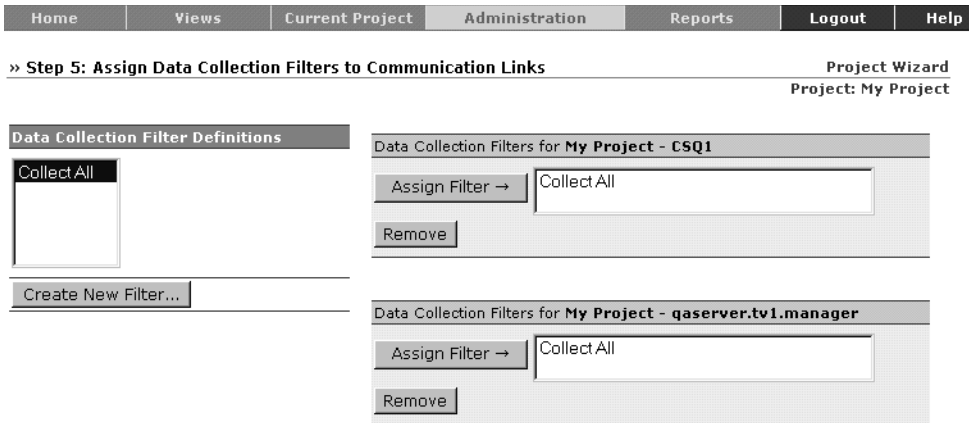 Home Views Current Project Administration Reports Logout Help
» Step 5: Assign Data Collection Filters to Communication Links Project Wizard
Project: My Project
Data Collection Filter Definitions
Collect All
Create New Filter...
Data Collection Filters for My Project - CSQ1
Assign Filter → Collect All
Remove
Data Collection Filters for My Project - qaserver.tv1.manager
Assign Filter → Collect All
Remove